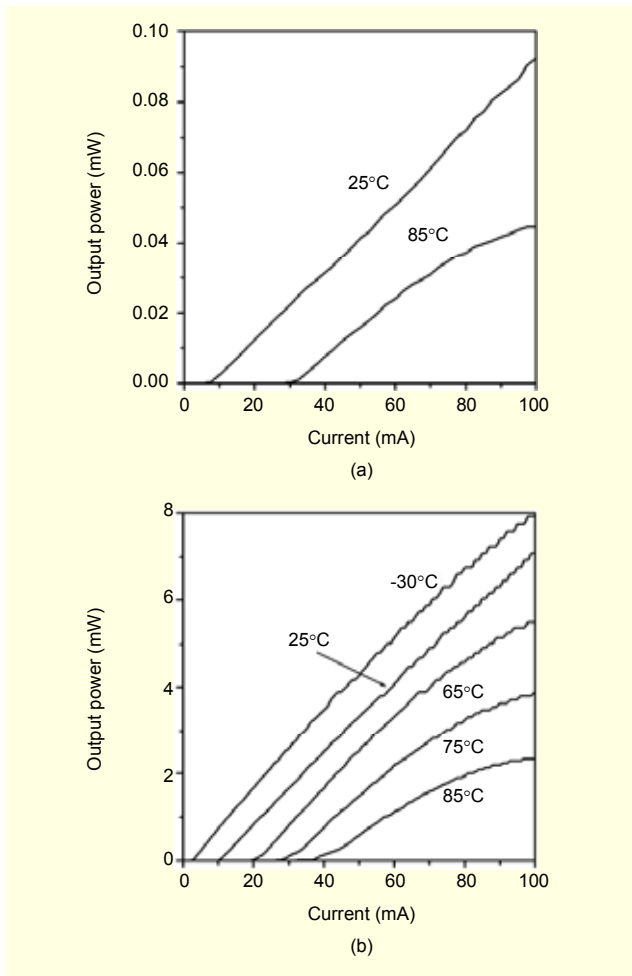 0.10
0.08
0.06
0.04
0.02
0.00
Output power (mW)
25°C
85°C
0 20 40 60 80 100
Current (mA)
(a)
8
6
4
2
0
Output power (mW)
-30°C
25°C
65°C
75°C
85°C
0 20 40 60 80 100
Current (mA)
(b)